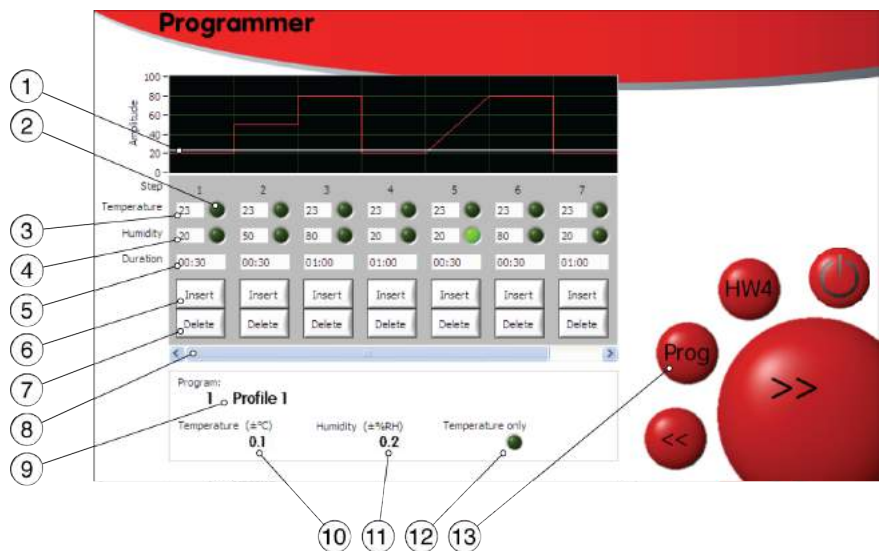 Programmer
100
80
60
40
20
0
Amplitude
1
2
3
4
5
6
7
8
9
10
11
12
13
Step 1 2 3 4 5 6 7
Temperature 23 23 23 23 23 23 23
Humidity 20 50 80 20 20 80 20
Duration 00:30 00:30 01:00 01:00 00:30 00:30 01:00
Insert Insert Insert Insert Insert Insert Insert
Delete Delete Delete Delete Delete Delete Delete
Program:
1 Profile 1
Temperature (±°C) Humidity (±%RH) Temperature only
0.1 0.2
HW4
Prog
>>
<<